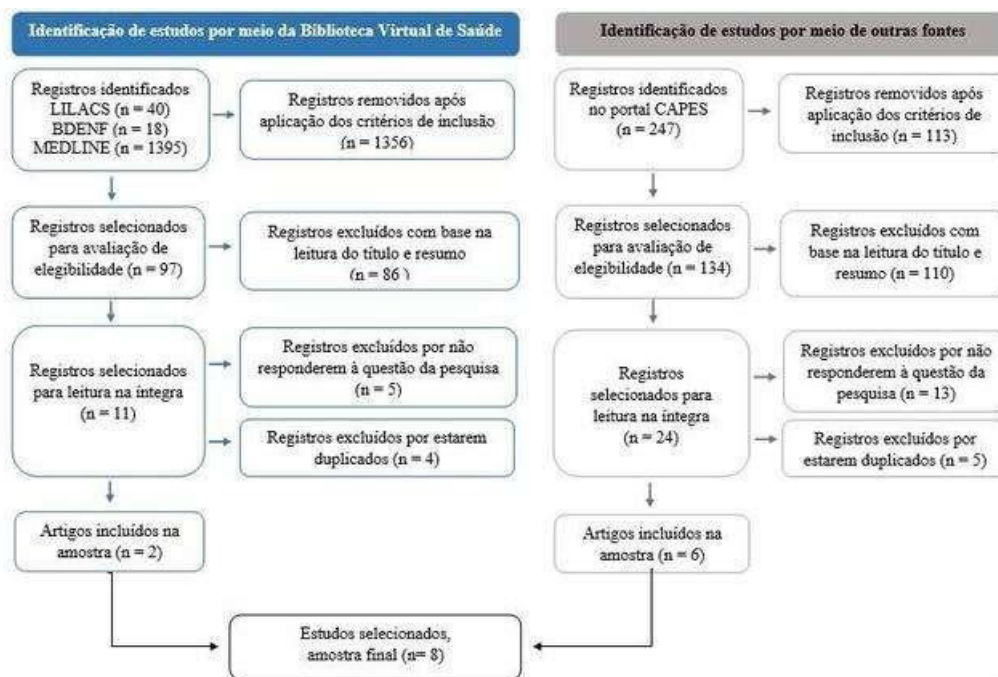 Identificação de estudos por meio da Biblioteca Virtual de Saúde
Registros identificados
LILACS (n = 40)
BDENF (n = 18)
MEDLINE (n = 1395)
Registros removidos após
aplicação dos critérios de inclusão
(n = 1356)
Registros selecionados
para avaliação de
elegibilidade (n = 97)
Registros excluídos com base na
leitura do título e resumo
(n = 86)
Registros selecionados
para leitura na íntegra
(n = 11)
Registros excluídos por não
responderem à questão da pesquisa
(n = 5)
Registros excluídos por estarem
duplicados (n = 4)
Artigos incluídos na
amostra (n = 2)
Identificação de estudos por meio de outras fontes
Registros identificados
no portal CAPES
(n = 247)
Registros removidos após
aplicação dos critérios de
inclusão (n = 113)
Registros selecionados
para avaliação de
elegibilidade (n = 134)
Registros excluídos com
base na leitura do título e
resumo (n = 110)
Registros
selecionados para
leitura na íntegra
(n = 24)
Registros excluídos por não
responderem à questão da
pesquisa (n = 13)
Registros excluídos por
estarem duplicados (n = 5)
Artigos incluídos na
amostra (n = 6)
Estudos selecionados,
amostra final (n= 8)